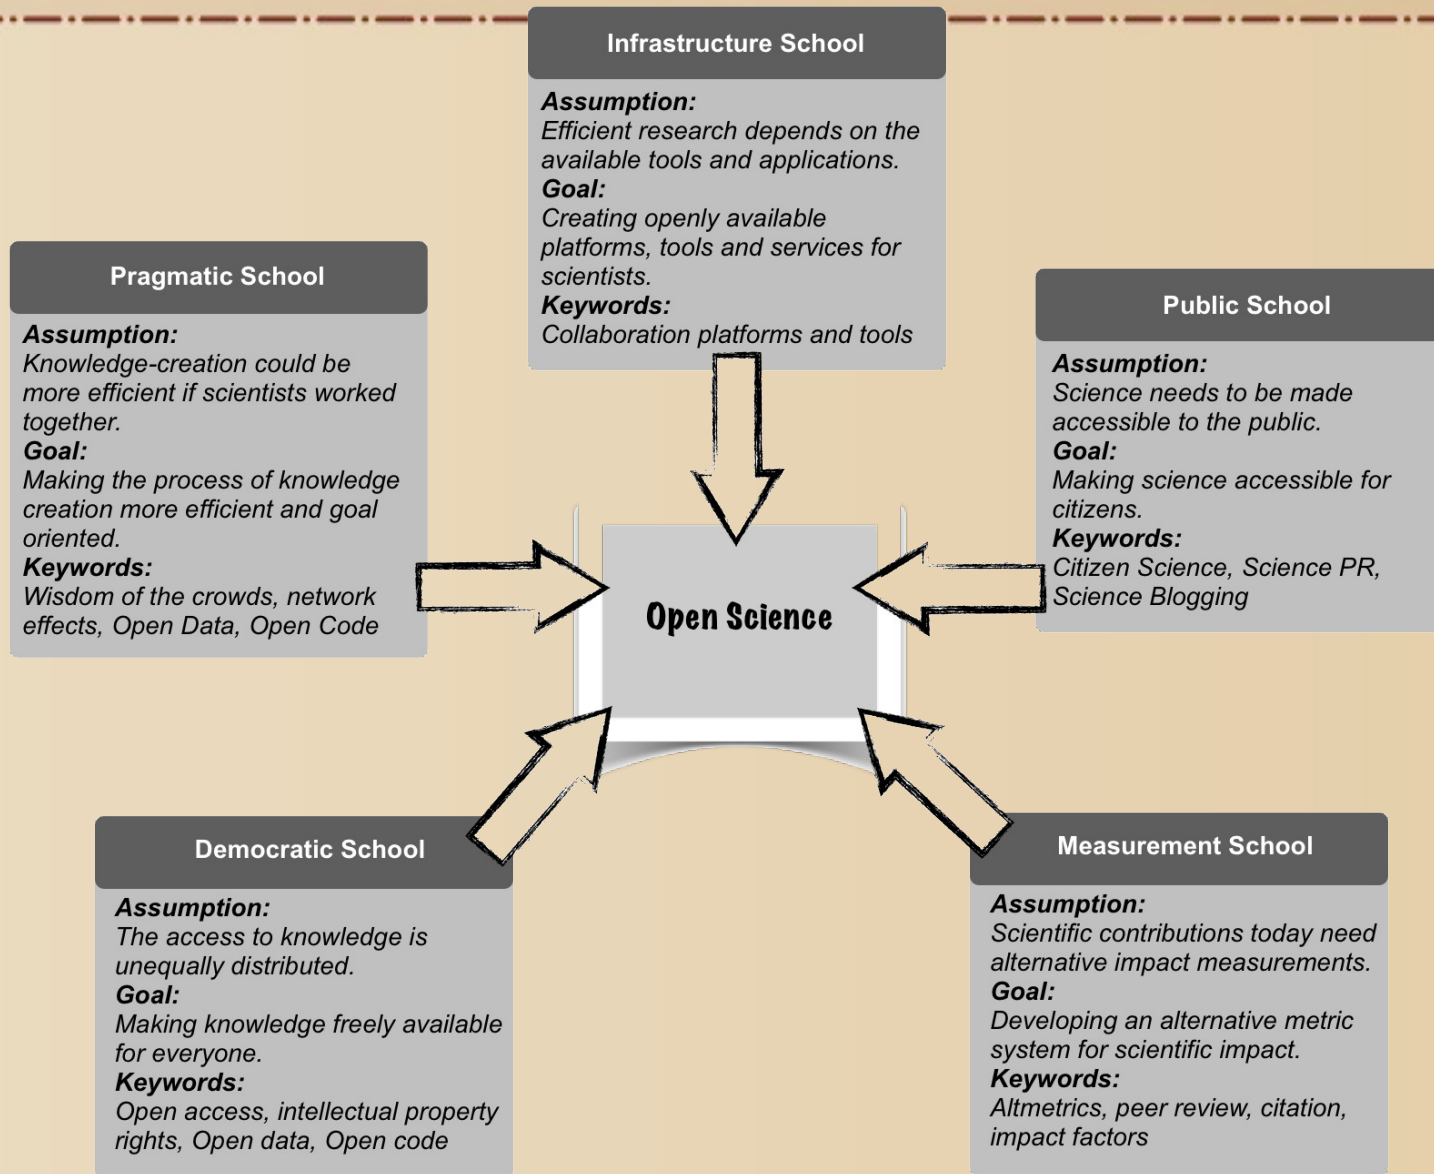 Infrastructure School
Assumption:
Efficient research depends on the
available tools and applications.
Goal:
Creating openly available
platforms, tools and services for
scientists.
Keywords:
Collaboration platforms and tools
Pragmatic School
Assumption:
Knowledge-creation could be
more efficient if scientists worked
together.
Goal:
Making the process of knowledge
creation more efficient and goal
oriented.
Keywords:
Wisdom of the crowds, network
effects, Open Data, Open Code
Public School
Assumption:
Science needs to be made
accessible to the public.
Goal:
Making science accessible for
citizens.
Keywords:
Citizen Science, Science PR,
Science Blogging
Open Science
Democratic School
Assumption:
The access to knowledge is
unequally distributed.
Goal:
Making knowledge freely available
for everyone.
Keywords:
Open access, intellectual property
rights, Open data, Open code
Measurement School
Assumption:
Scientific contributions today need
alternative impact measurements.
Goal:
Developing an alternative metric
system for scientific impact.
Keywords:
Altmetrics, peer review, citation,
impact factors